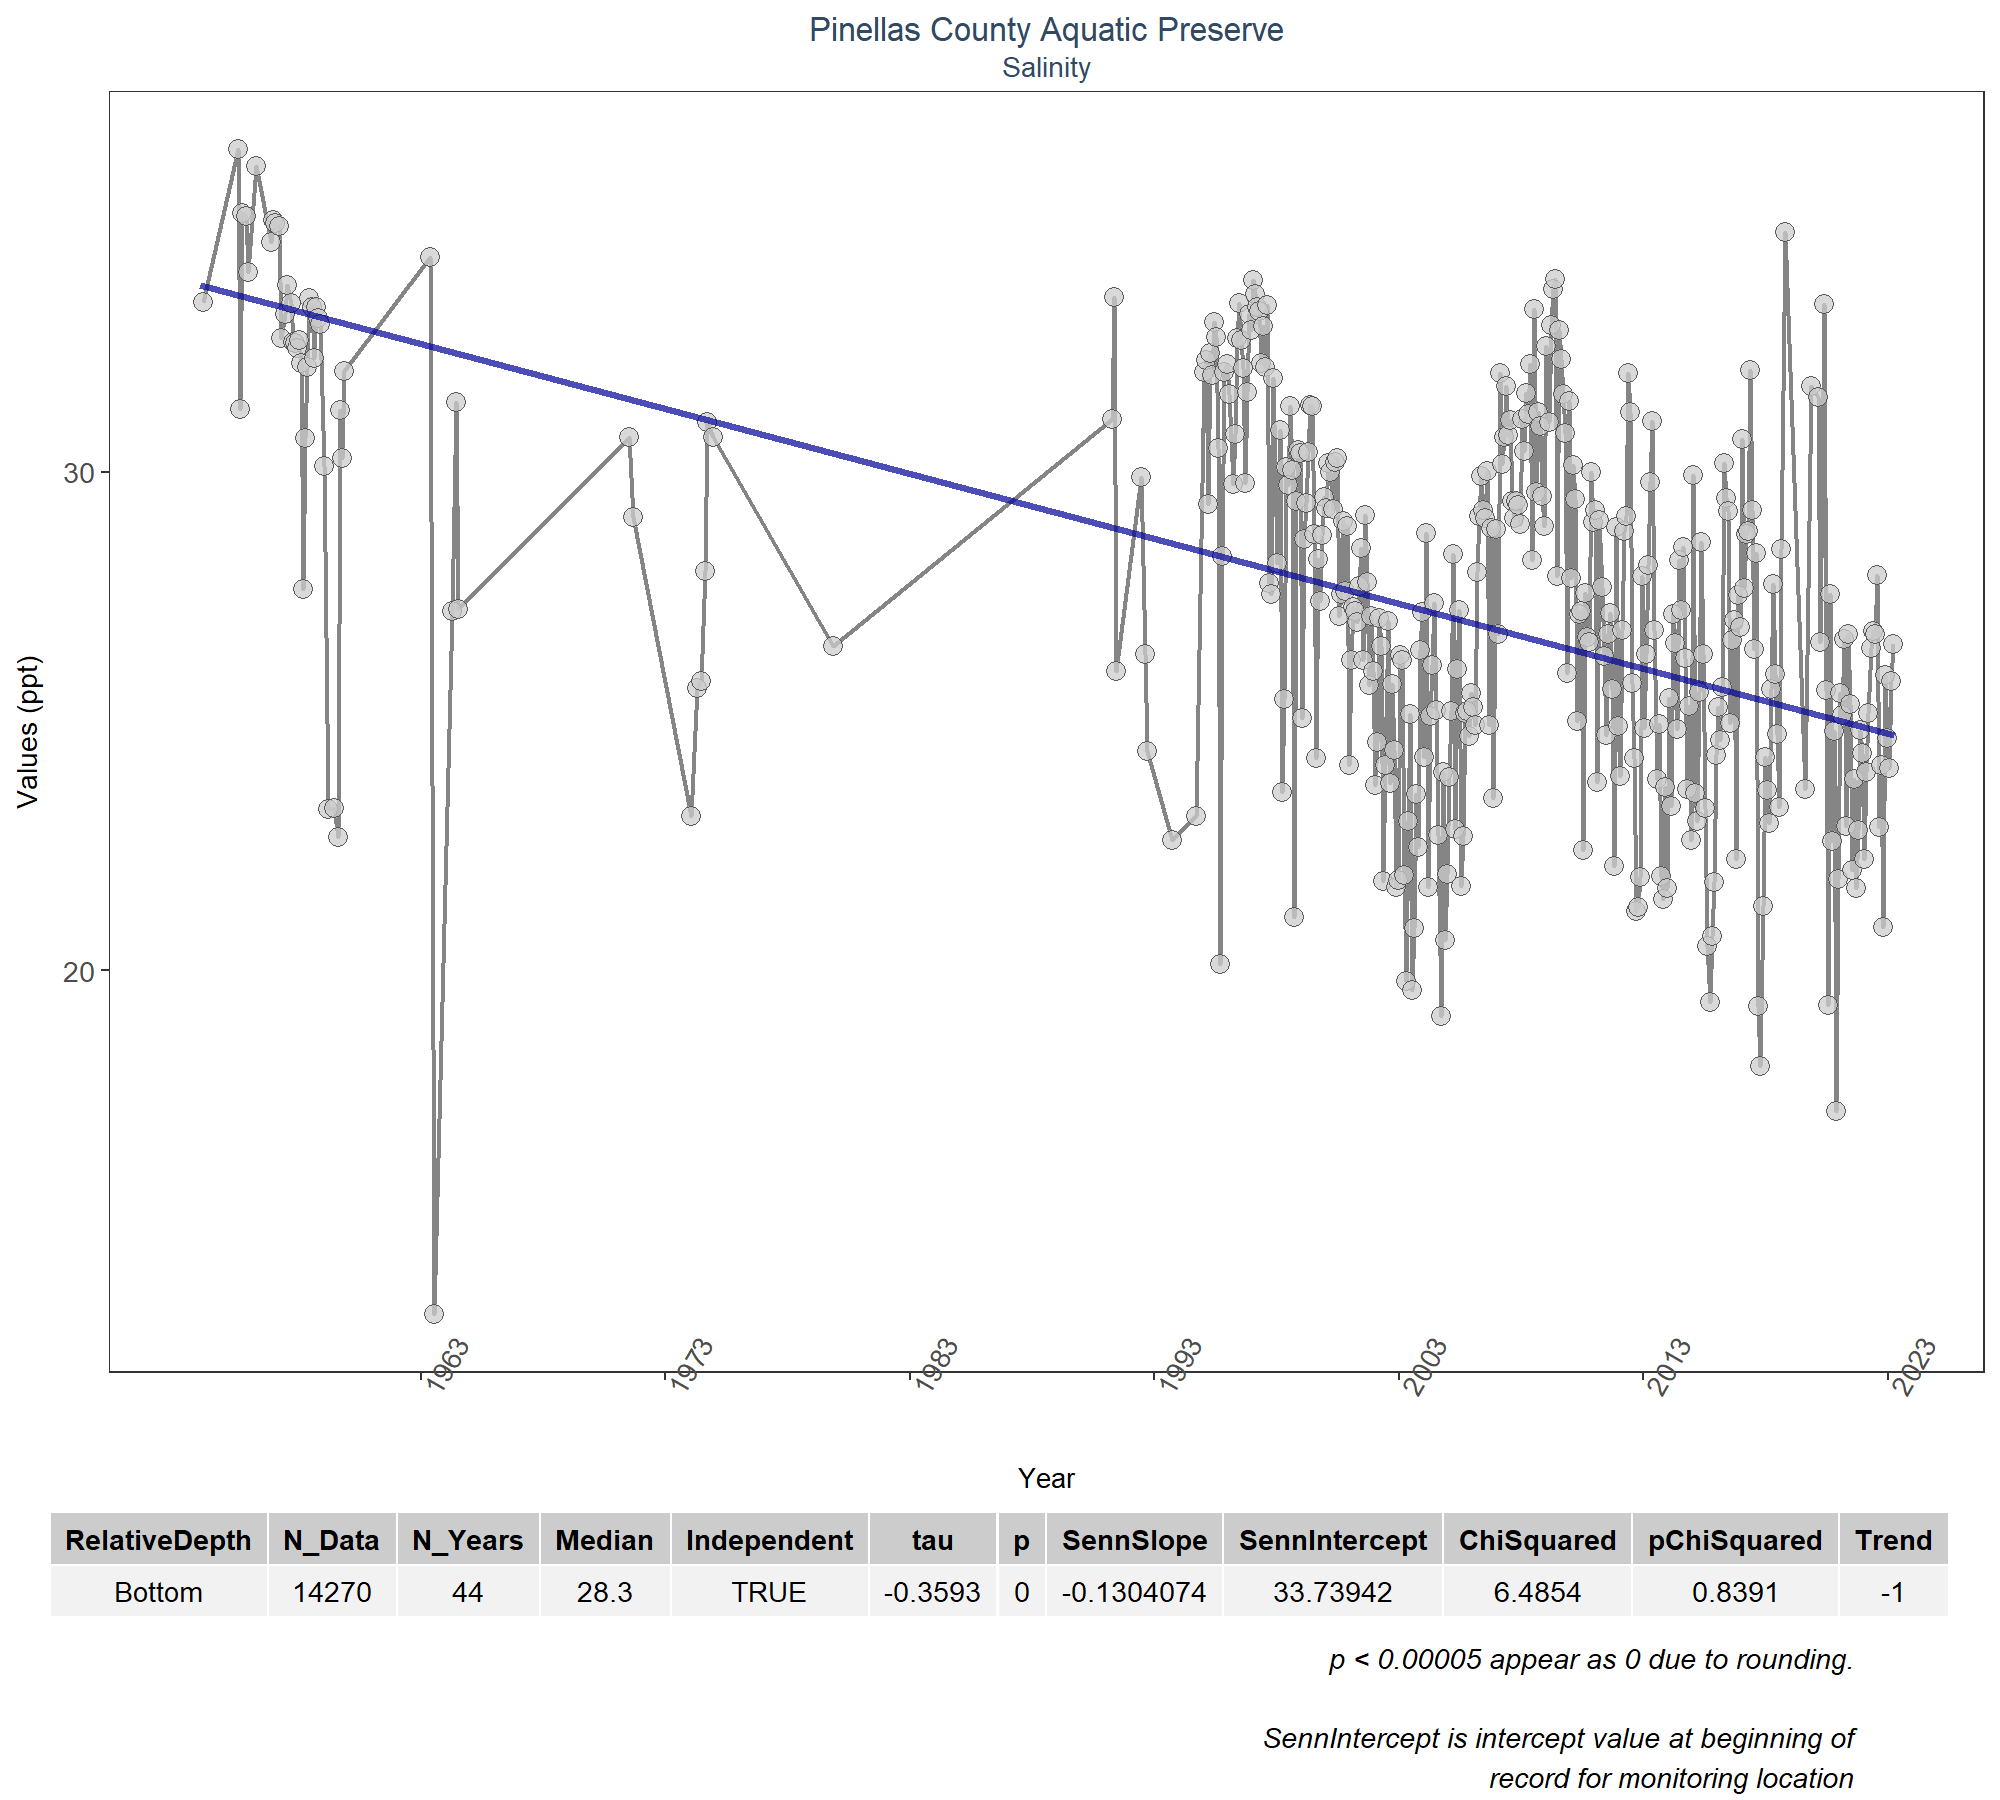 Pinellas County Aquatic Preserve
Salinity
Values (ppt)
30
20
1963
1973
1983
1993
2003
2013
2023
Year
RelativeDepth N_Data N_Years Median Independent tau p SennSlope SennIntercept ChiSquared pChiSquared Trend
Bottom 14270 44 28.3 TRUE -0.3593 0 -0.1304074 33.73942 6.4854 0.8391 -1
p < 0.00005 appear as 0 due to rounding.
SennIntercept is intercept value at beginning of
record for monitoring location